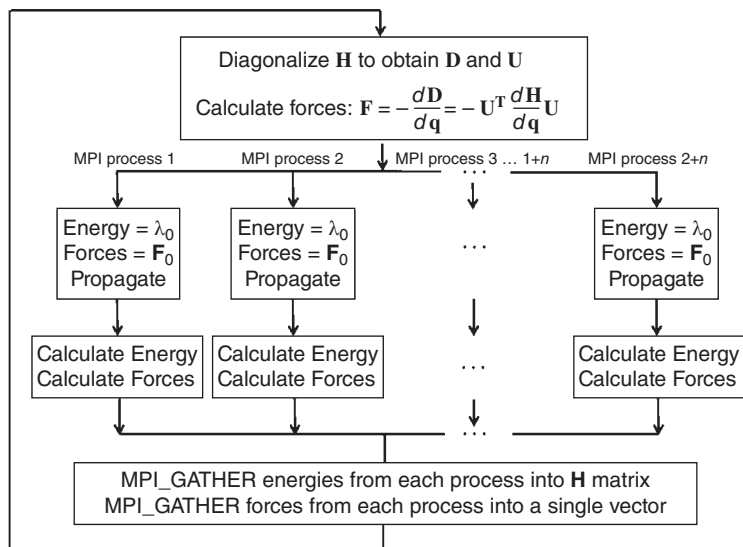 Diagonalize H to obtain D and U
Calculate forces: F = − dD/dq = − Uᵀ dH/dq U
MPI process 1 MPI process 2 MPI process 3 … 1+n MPI process 2+n
...
Energy = λ₀ Energy = λ₀ Energy = λ₀
Forces = F₀ Forces = F₀ ... Forces = F₀
Propagate Propagate Propagate
Calculate Energy Calculate Energy Calculate Energy
Calculate Forces Calculate Forces ... Calculate Forces
...
MPI_GATHER energies from each process into H matrix
MPI_GATHER forces from each process into a single vector